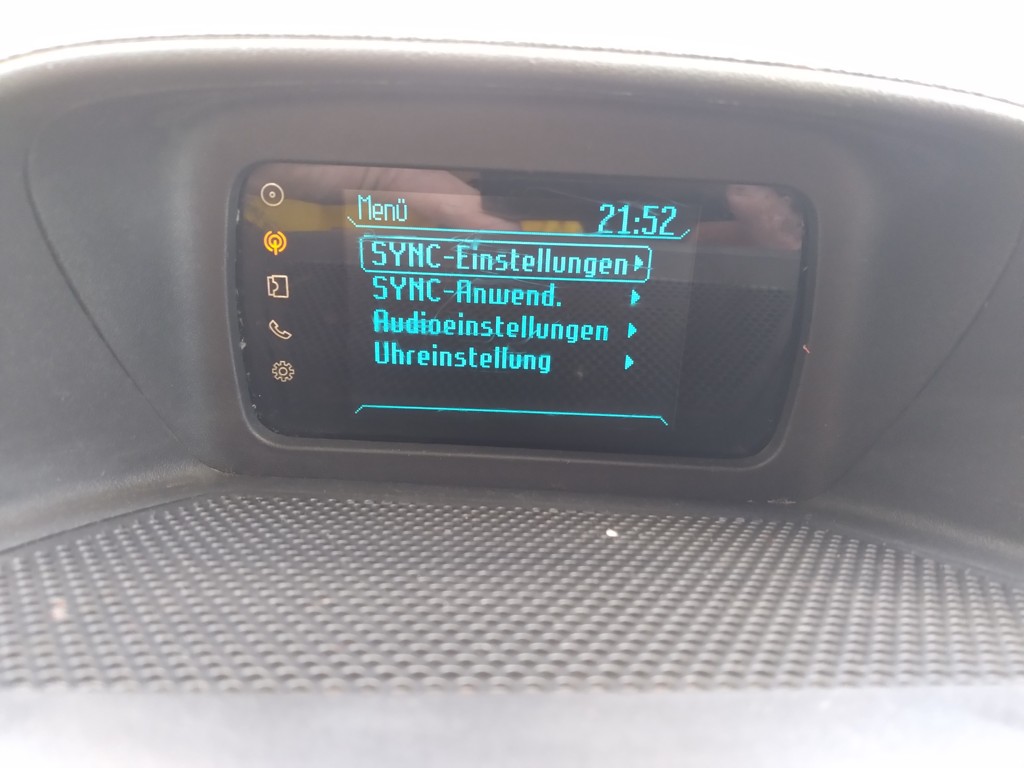 Menü
21:52
SYNC-Einstellungen
SYNC-Anwend.
Audioeinstellungen
Uhreinstellung